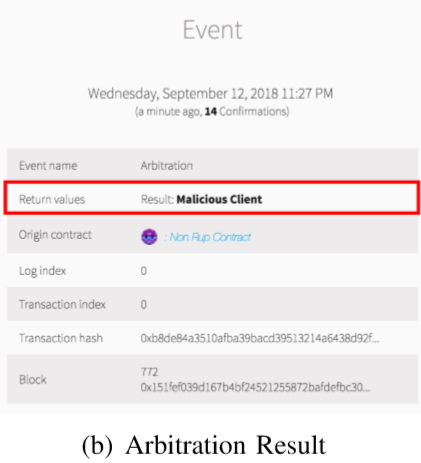 Event
Wednesday, September 12, 2018 11:27 PM
(a minute ago, 14 Confirmations)
Event name Arbitration
Return values Result: Malicious Client
Origin contract : Non Rup Contract
Log index 0
Transaction index 0
Transaction hash 0xb8de84a3510afba39bacd39513214a6438d92f...
Block 772
0x151fef039d167b4bf24521255872bafdefbc30...
(b) Arbitration Result